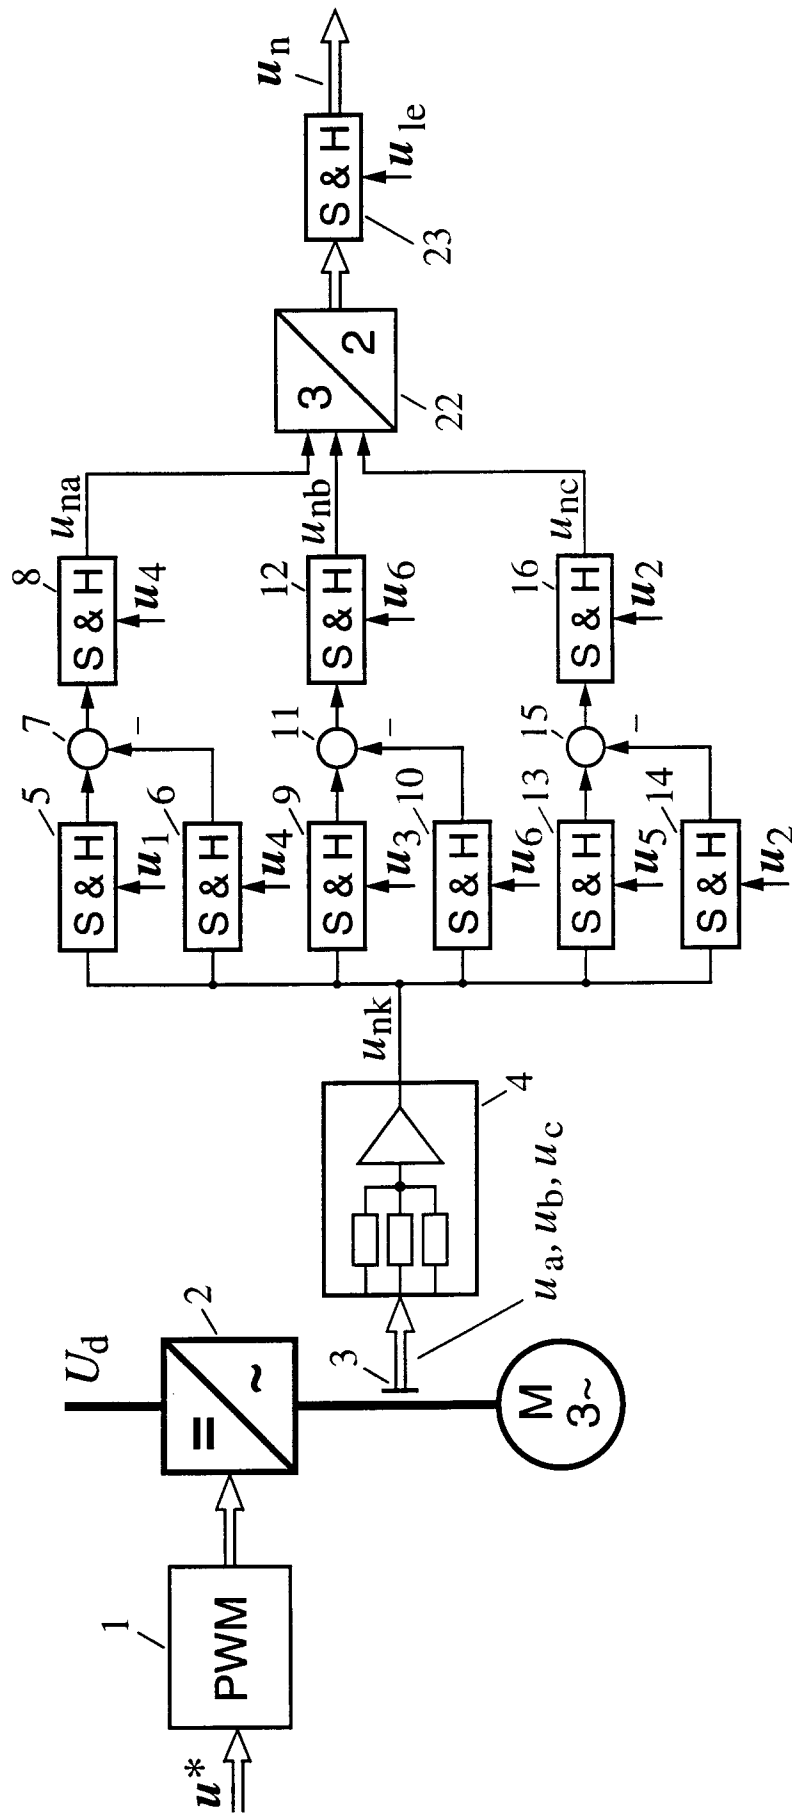 u*
PWM
1
U_d
=
~
2
M
3~
3
u_a, u_b, u_c
4
u_nk
S & H
5
u_1
S & H
6
u_4
7
–
S & H
8
u_4
u_na
S & H
9
u_3
S & H
10
u_6
11
–
S & H
12
u_6
u_nb
S & H
13
u_5
S & H
14
u_2
15
–
S & H
16
u_2
u_nc
3
2
22
S & H
23
u_le
u_n